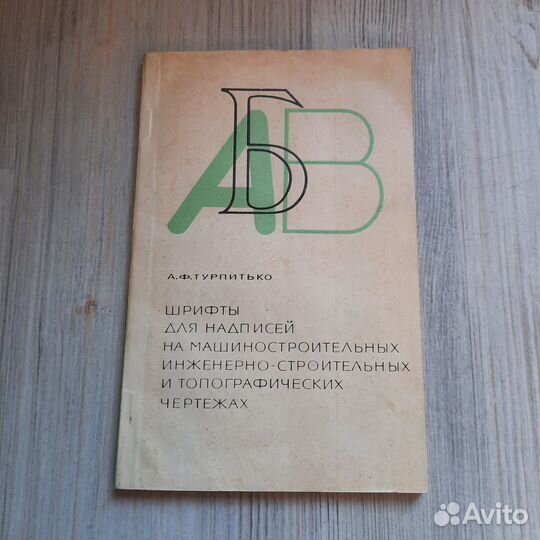 АБВ
А.Ф.ТУРПИТЬКО
ШРИФТЫ
ДЛЯ НАДПИСЕЙ
НА МАШИНОСТРОИТЕЛЬНЫХ
ИНЖЕНЕРНО-СТРОИТЕЛЬНЫХ
И ТОПОГРАФИЧЕСКИХ
ЧЕРТЕЖАХ
Avito